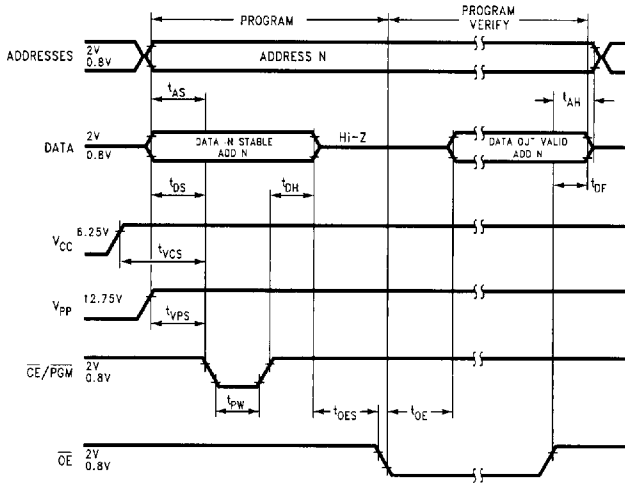 PROGRAM
PROGRAM
VERIFY
ADDRESSES
2V
0.8V
ADDRESS N
tAS
tAH
DATA
2V
0.8V
DATA IN STABLE
ADD N
Hi-Z
DATA OUT VALID
ADD N
tDS
tDH
tDF
VCC
6.25V
tVCS
VPP
12.75V
tVPS
CE/PGM
2V
0.8V
tPW
tOES
tOE
OE
2V
0.8V